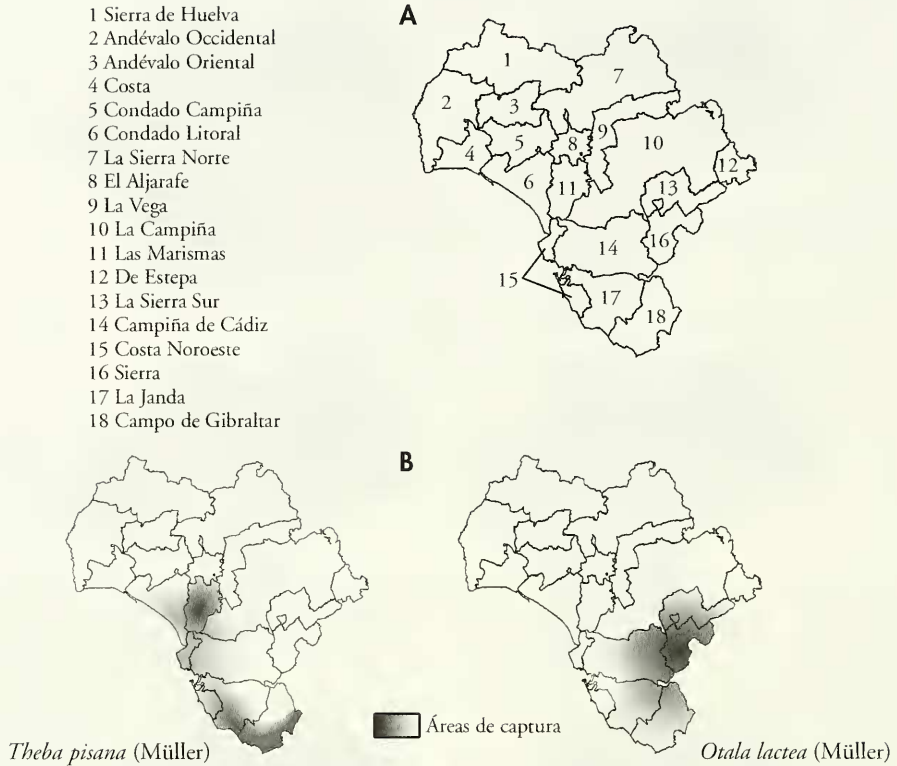 1 Sierra de Huelva
2 Andévalo Occidental
3 Andévalo Oriental
4 Costa
5 Condado Campiña
6 Condado Litoral
7 La Sierra Norre
8 El Aljarafe
9 La Vega
10 La Campiña
11 Las Marismas
12 De Estepa
13 La Sierra Sur
14 Campiña de Cádiz
15 Costa Noroeste
16 Sierra
17 La Janda
18 Campo de Gibraltar
A
1
7
2
3
9
10
5
8
4
12
6
11
13
14
16
15
17
18
B
Áreas de captura
Theba pisana (Müller)
Otala lactea (Müller)